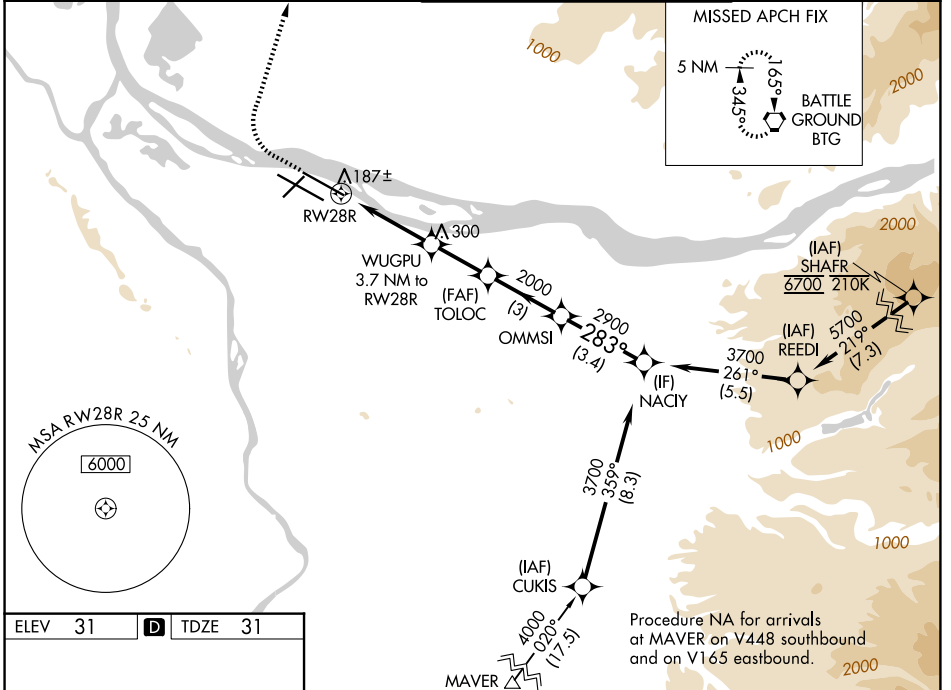 MISSED APCH FIX
5 NM
165°
345°
BATTLE
GROUND
BTG
1000
2000
187±
RW28R
300
WUGPU
3.7 NM to
RW28R
(FAF)
TOLOC
2000
(3)
OMMSI
2900
283°
(3.4)
(IF)
NACIY
3700
261°
(5.5)
(IAF)
REEDI
5700
219°
(7.3)
(IAF)
SHAFR
6700 210K
2000
1000
MSA RW28R 25 NM
6000
3700
359°
(8.3)
(IAF)
CUKIS
4000
020°
(17.5)
MAVER
1000
Procedure NA for arrivals
at MAVER on V448 southbound
and on V165 eastbound.
2000
ELEV 31 D TDZE 31